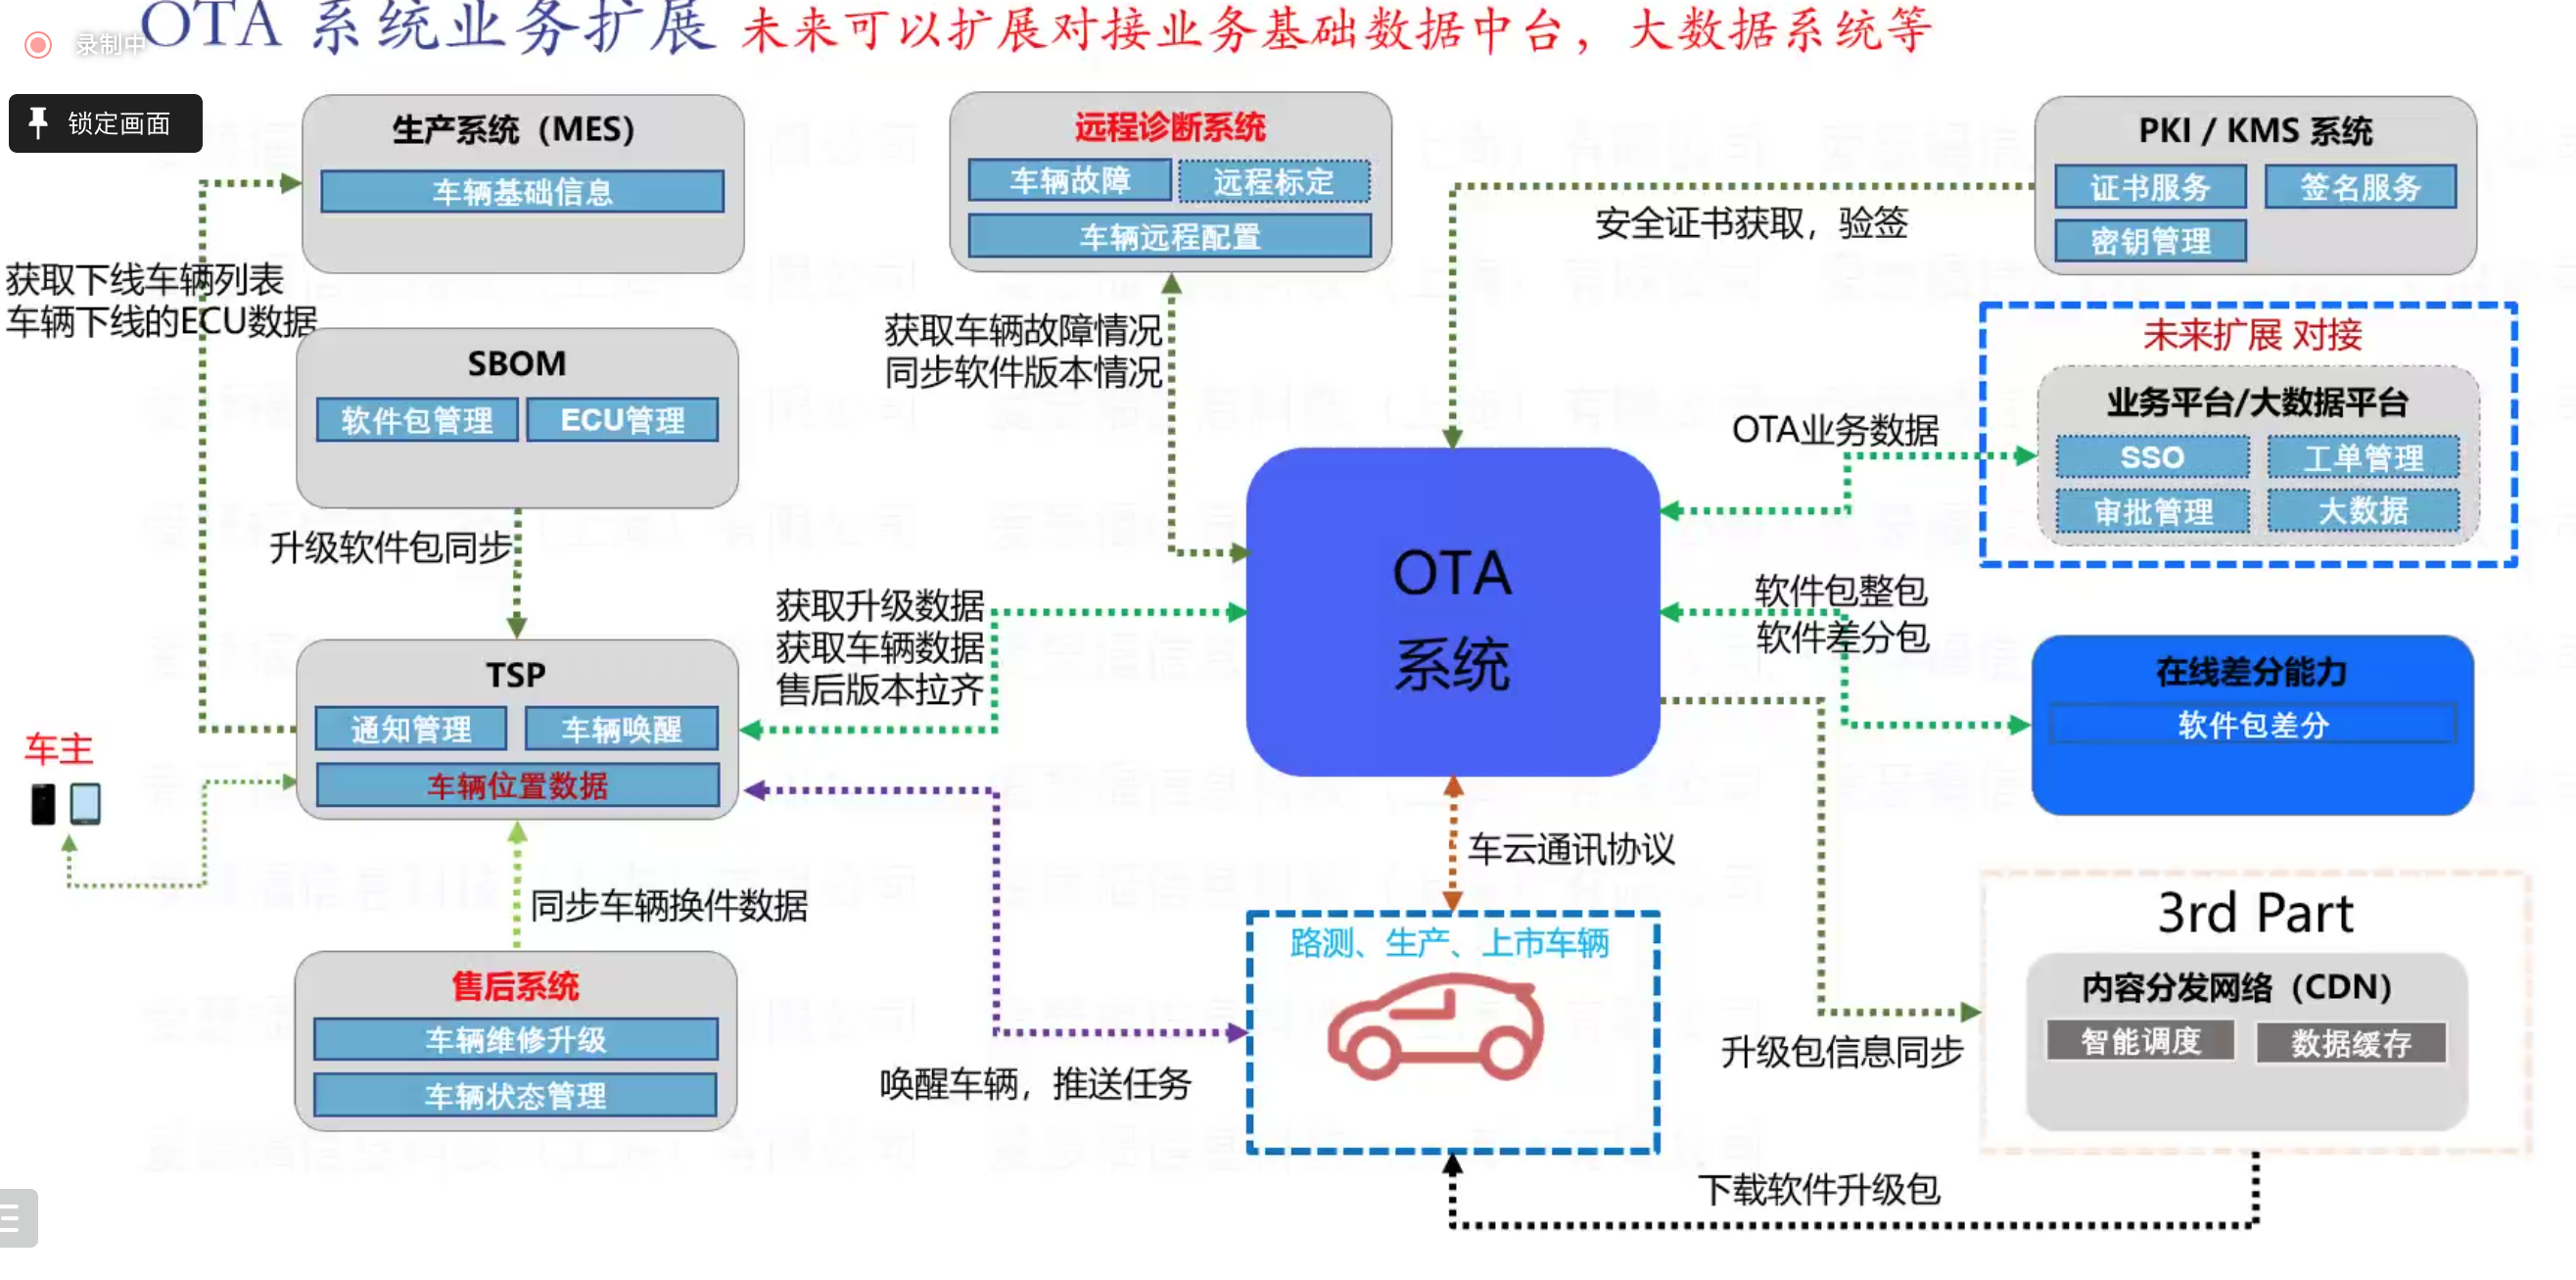 OTA 系统业务扩展 未来可以扩展对接业务基础数据中台，大数据系统等
录制中
锁定画面
生产系统（MES）
车辆基础信息
获取下线车辆列表
车辆下线的ECU数据
SBOM
软件包管理
ECU管理
升级软件包同步
TSP
通知管理
车辆唤醒
车辆位置数据
车主
同步车辆换件数据
售后系统
车辆维修升级
车辆状态管理
远程诊断系统
车辆故障
远程标定
车辆远程配置
获取车辆故障情况
同步软件版本情况
获取升级数据
获取车辆数据
售后版本拉齐
唤醒车辆，推送任务
OTA
系统
车云通讯协议
路测、生产、上市车辆
安全证书获取，验签
PKI / KMS 系统
证书服务
签名服务
密钥管理
未来扩展 对接
业务平台/大数据平台
SSO
工单管理
审批管理
大数据
OTA业务数据
软件包整包
软件差分包
在线差分能力
软件包差分
3rd Part
内容分发网络（CDN）
智能调度
数据缓存
升级包信息同步
下载软件升级包